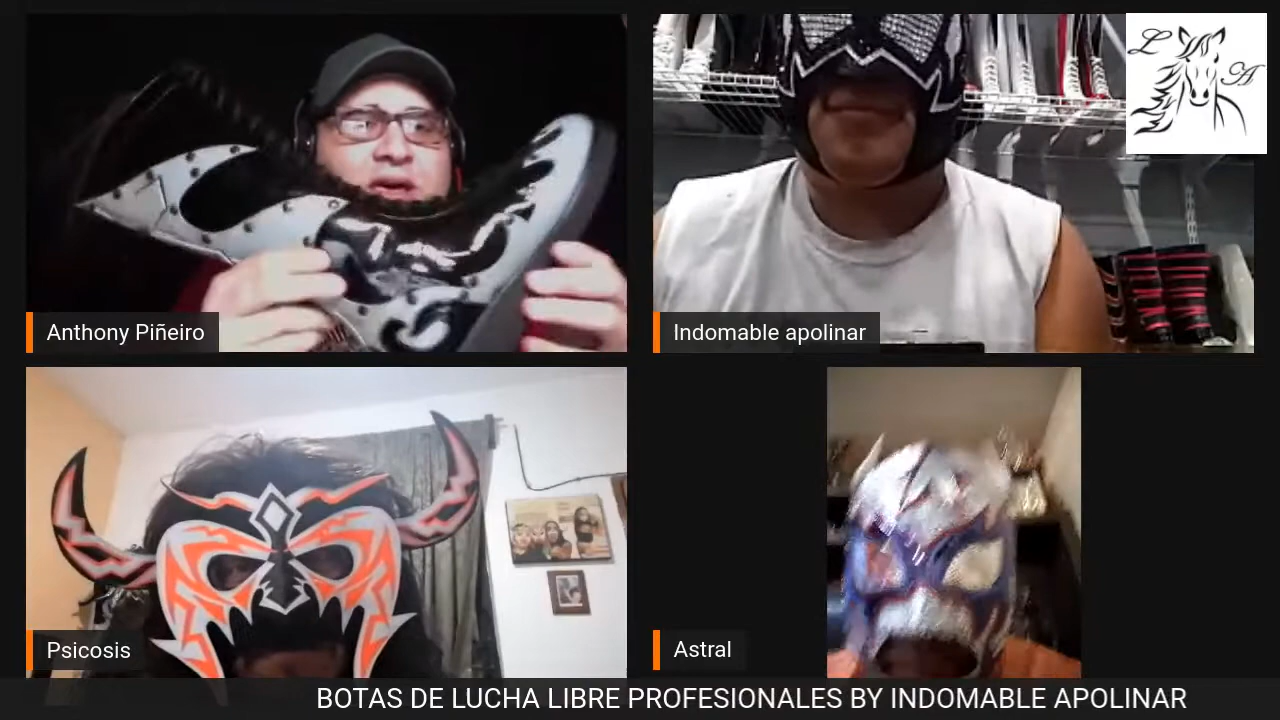 L A
Anthony Piñeiro
Indomable apolinar
Psicosis
Astral
BOTAS DE LUCHA LIBRE PROFESIONALES BY INDOMABLE APOLINAR